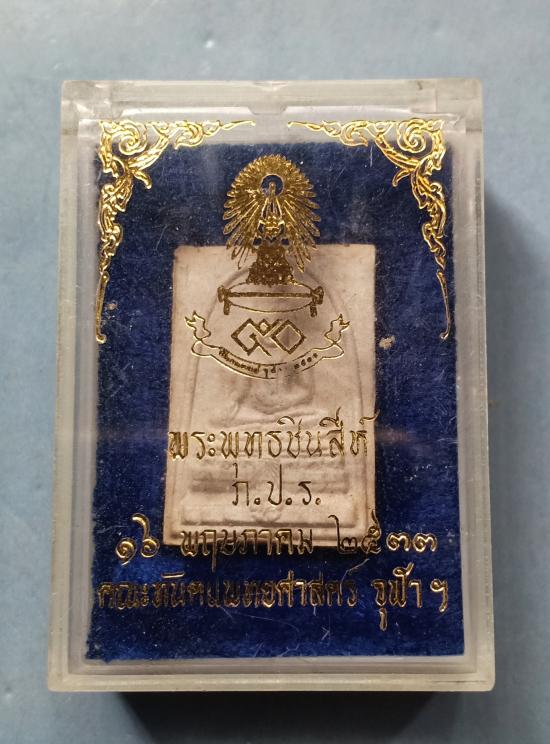 ๕๐
พระพุทธชินสีห์
ภ.ป.ร.
๑๖ พฤษภาคม ๒๕๓๓
คณะทันตแพทยศาสตร์ จุฬาฯ